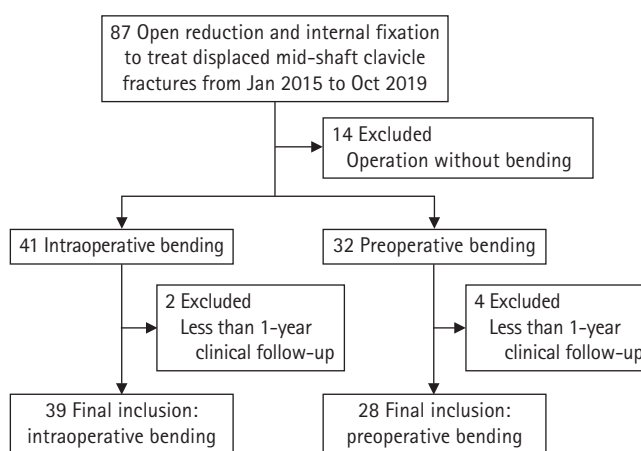 87 Open reduction and internal fixation
to treat displaced mid-shaft clavicle
fractures from Jan 2015 to Oct 2019
14 Excluded
Operation without bending
41 Intraoperative bending
32 Preoperative bending
2 Excluded
Less than 1-year
clinical follow-up
4 Excluded
Less than 1-year
clinical follow-up
39 Final inclusion:
intraoperative bending
28 Final inclusion:
preoperative bending